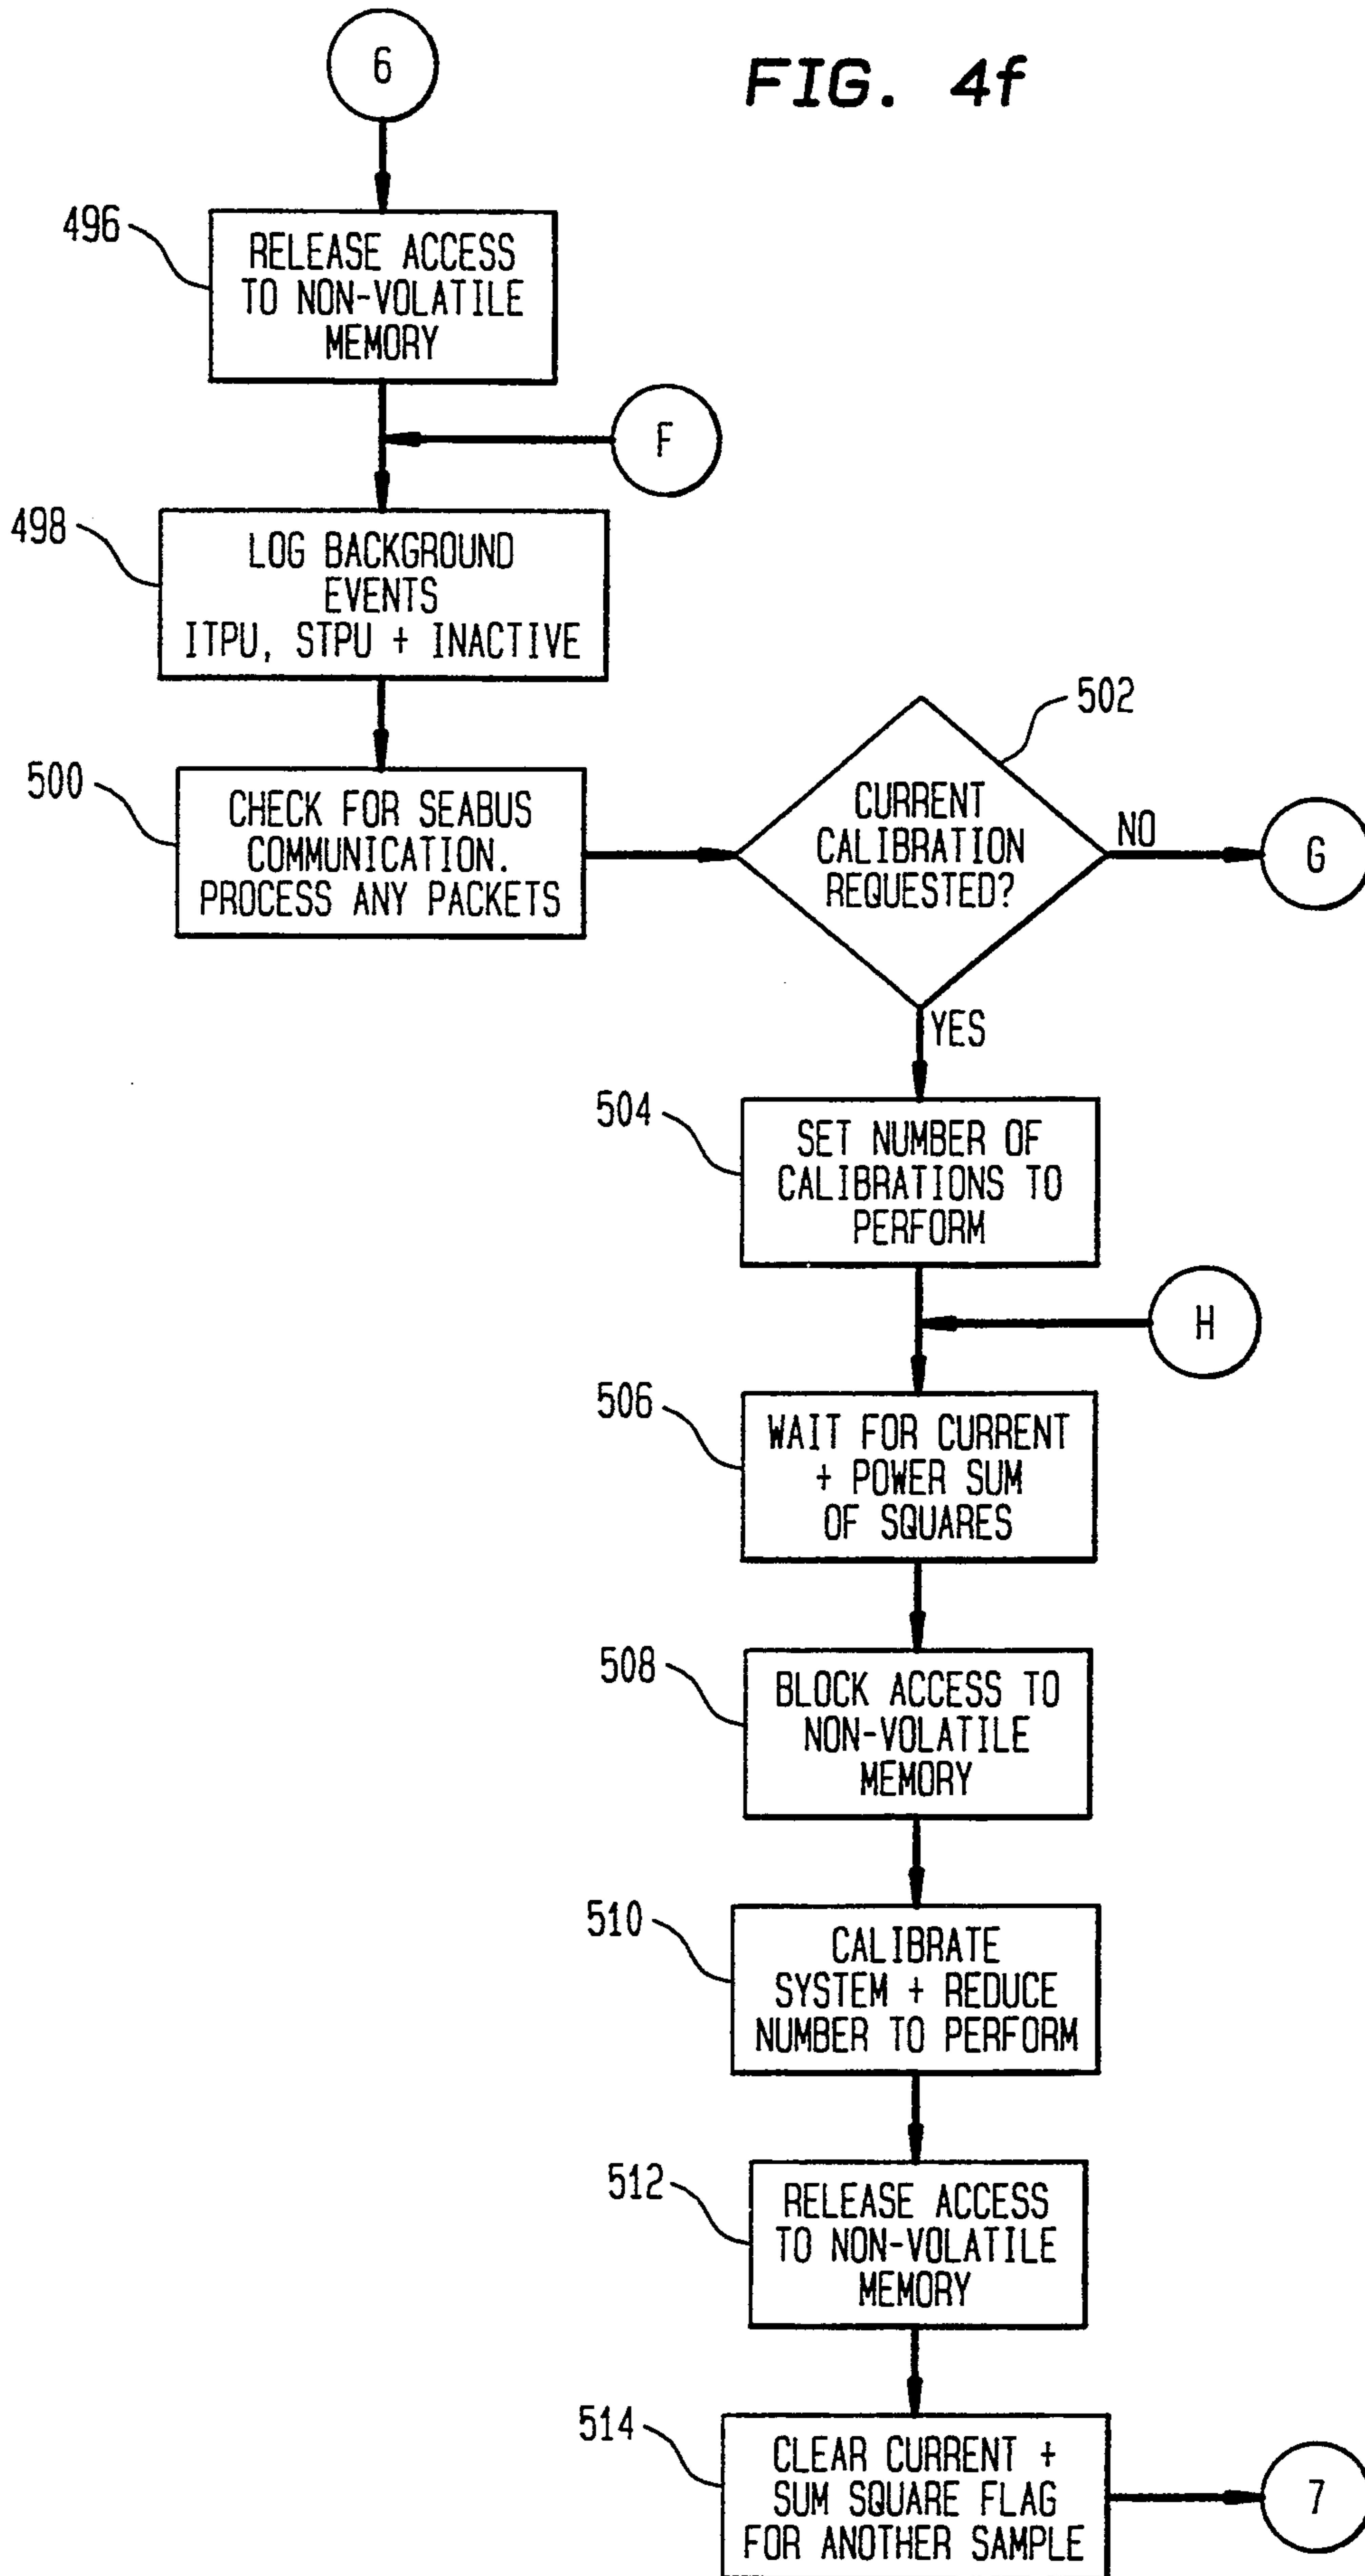 FIG. 4f
6
496
RELEASE ACCESS
TO NON-VOLATILE
MEMORY
F
498
LOG BACKGROUND
EVENTS
ITPU, STPU + INACTIVE
500
CHECK FOR SEABUS
COMMUNICATION.
PROCESS ANY PACKETS
502
CURRENT
CALIBRATION
REQUESTED?
NO
G
YES
504
SET NUMBER OF
CALIBRATIONS TO
PERFORM
H
506
WAIT FOR CURRENT
+ POWER SUM
OF SQUARES
508
BLOCK ACCESS TO
NON-VOLATILE
MEMORY
510
CALIBRATE
SYSTEM + REDUCE
NUMBER TO PERFORM
512
RELEASE ACCESS
TO NON-VOLATILE
MEMORY
514
CLEAR CURRENT +
SUM SQUARE FLAG
FOR ANOTHER SAMPLE
7